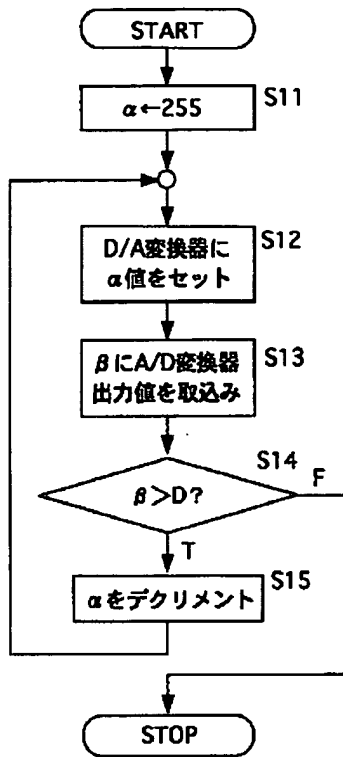 START
α←255
S11
D/A変換器に
α値をセット
S12
βにA/D変換器
出力値を取込み
S13
β>D?
S14
F
T
αをデクリメント
S15
STOP